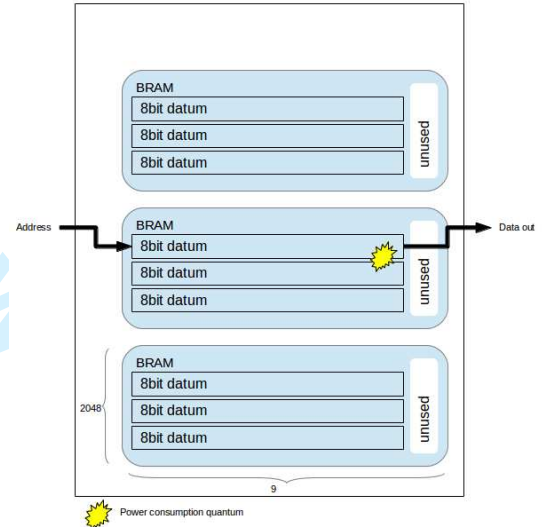 BRAM
8bit datum
8bit datum
8bit datum
unused
Address
BRAM
8bit datum
8bit datum
8bit datum
unused
Data out
BRAM
8bit datum
8bit datum
8bit datum
unused
2048
9
Power consumption quantum